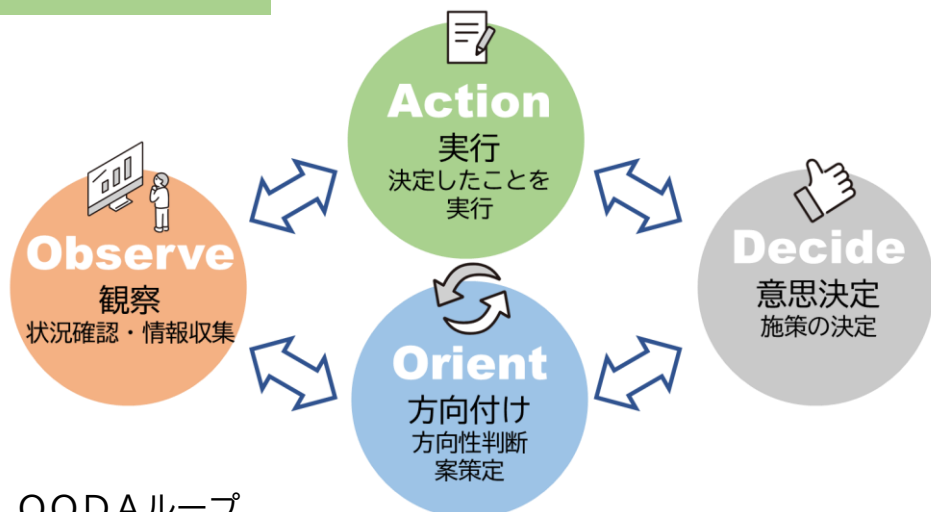 Action
実行
決定したことを
実行
Observe
観察
状況確認・情報収集
Decide
意思決定
施策の決定
Orient
方向付け
方向性判断
案策定
ＯＯＤＡループ